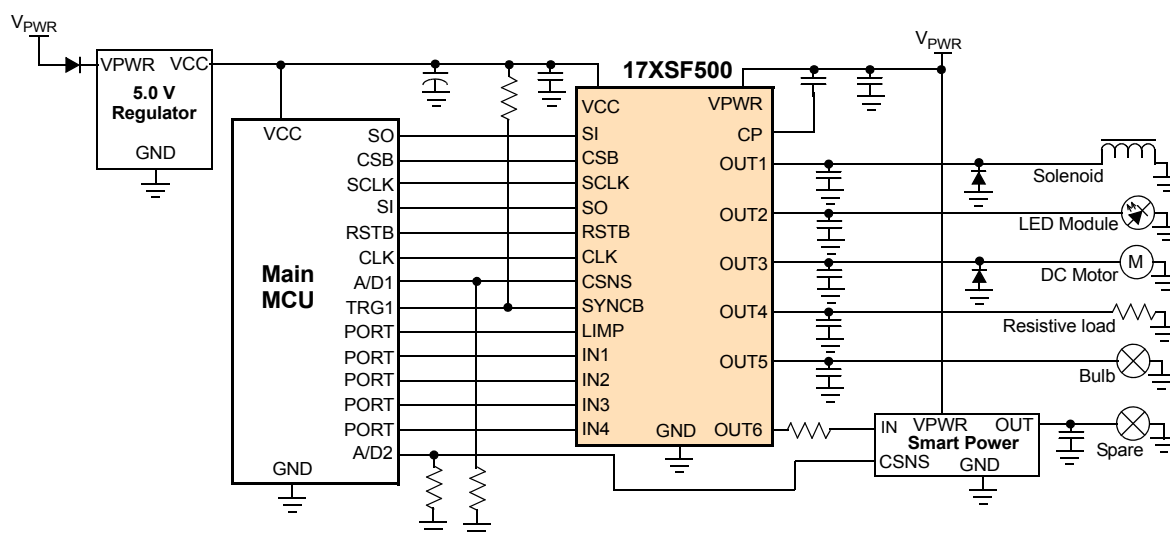 VPWR
VPWR VCC
5.0 V
Regulator
GND
VCC
Main
MCU
SO
CSB
SCLK
SI
RSTB
CLK
A/D1
TRG1
PORT
PORT
PORT
PORT
PORT
A/D2
GND
17XSF500
VCC
SI
CSB
SCLK
SO
RSTB
CLK
CSNS
SYNCB
LIMP
IN1
IN2
IN3
IN4
GND
VPWR
CP
OUT1
OUT2
OUT3
OUT4
OUT5
OUT6
VPWR
Solenoid
LED Module
M
DC Motor
Resistive load
Bulb
IN VPWR OUT
Smart Power
CSNS GND
Spare